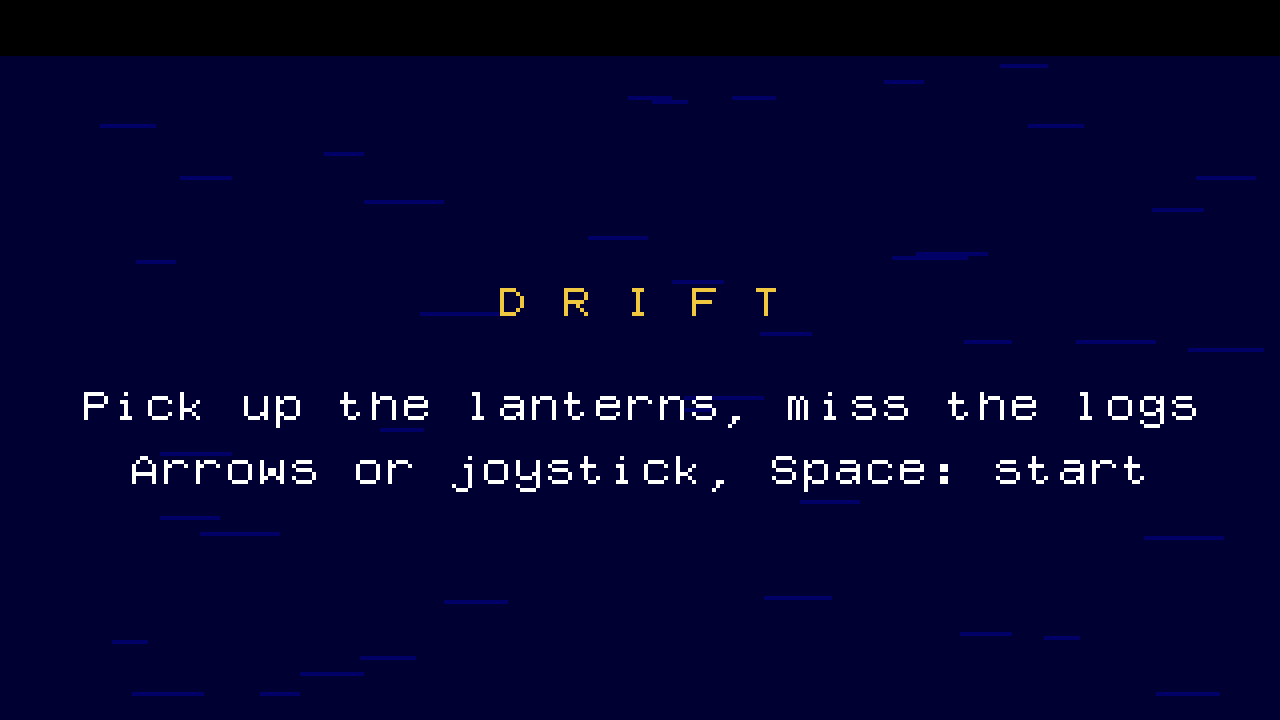 D R I F T
Pick up the lanterns, miss the logs
Arrows or joystick, Space: start